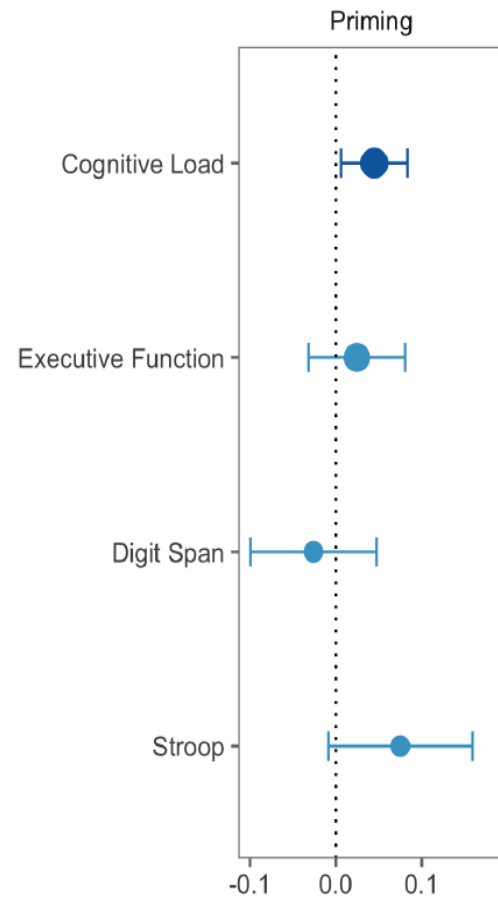 Priming
Cognitive Load
Executive Function
Digit Span
Stroop
-0.1 0.0 0.1